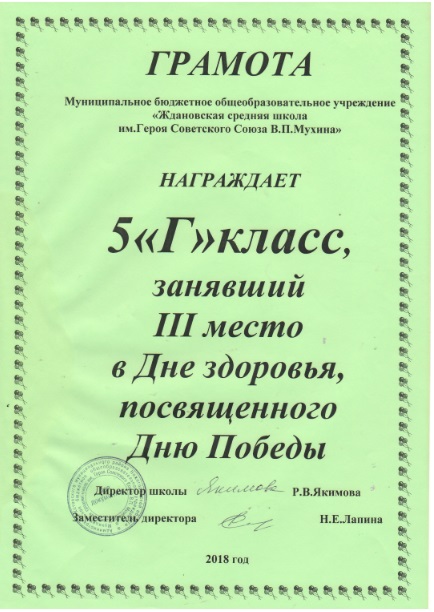 ГРАМОТА
Муниципальное бюджетное общеобразовательное учреждение
«Ждановская средняя школа
им.Героя Советского Союза В.П.Мухина»
НАГРАЖДАЕТ
5«Г»класс,
занявший
III место
в Дне здоровья,
посвященного
Дню Победы
Директор школы Якимова Р.В.Якимова
Заместитель директора Н.Е.Лапина
2018 год